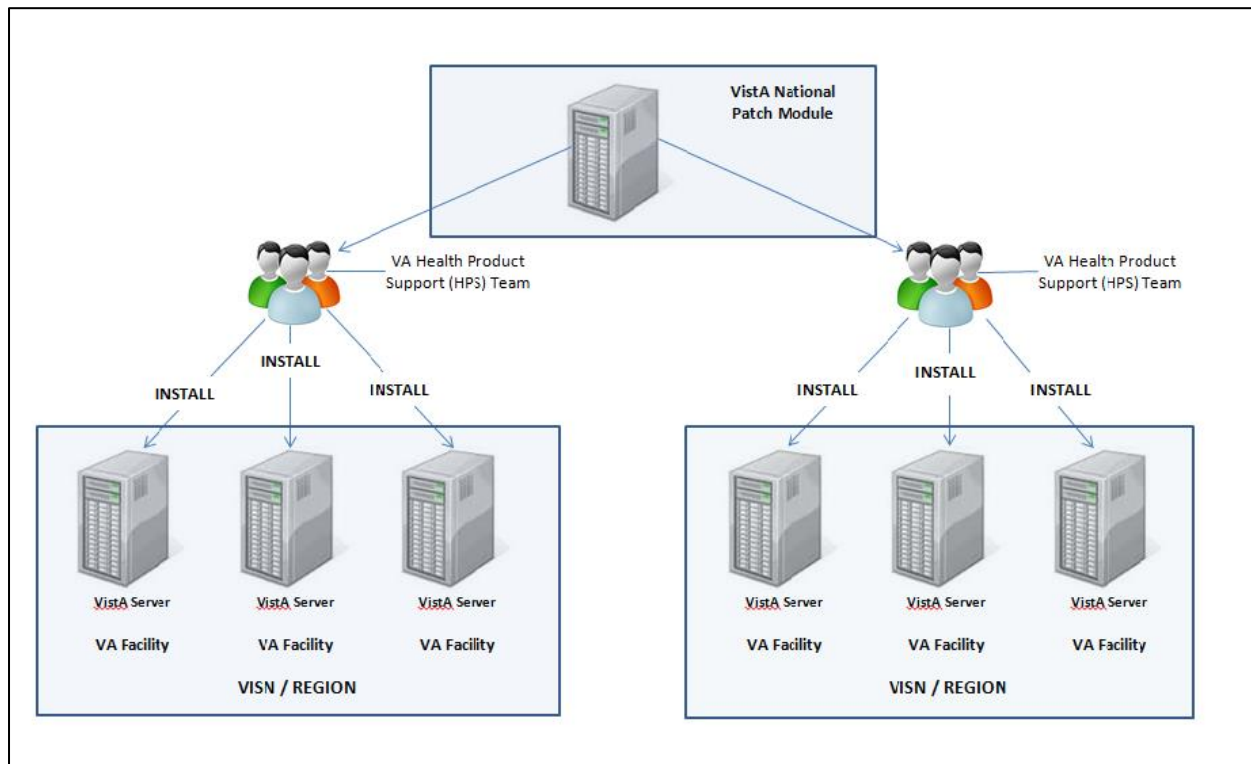 VistA National
Patch Module
VA Health Product
Support (HPS) Team
VA Health Product
Support (HPS) Team
INSTALL
INSTALL
INSTALL
INSTALL
INSTALL
INSTALL
VistA Server
VistA Server
VistA Server
VA Facility
VA Facility
VA Facility
VISN / REGION
VistA Server
VistA Server
VistA Server
VA Facility
VA Facility
VA Facility
VISN / REGION